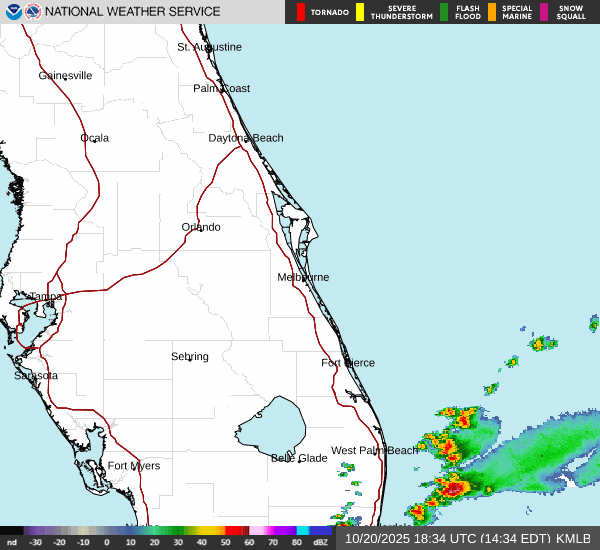 NATIONAL WEATHER SERVICE
TORNADO
SEVERE THUNDERSTORM
FLASH FLOOD
SPECIAL MARINE
SNOW SQUALL
St. Augustine
Gainesville
Palm Coast
Ocala
Daytona Beach
Orlando
Melbourne
Tampa
Sebring
Fort Pierce
Sarasota
West Palm Beach
Belle Glade
Fort Myers
nd -30 -20 -10 0 10 20 30 40 50 60 70 80 dBZ
10/20/2025 18:34 UTC (14:34 EDT) KMLB